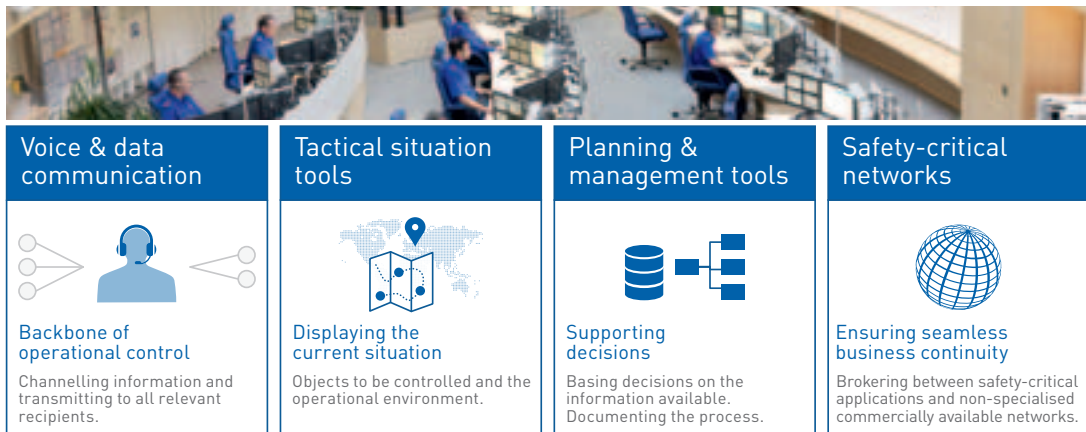 Voice & data
communication
Backbone of
operational control
Channelling information and
transmitting to all relevant
recipients.
Tactical situation
tools
Displaying the
current situation
Objects to be controlled and the
operational environment.
Planning &
management tools
Supporting
decisions
Basing decisions on the
information available.
Documenting the process.
Safety-critical
networks
Ensuring seamless
business continuity
Brokering between safety-critical
applications and non-specialised
commercially available networks.